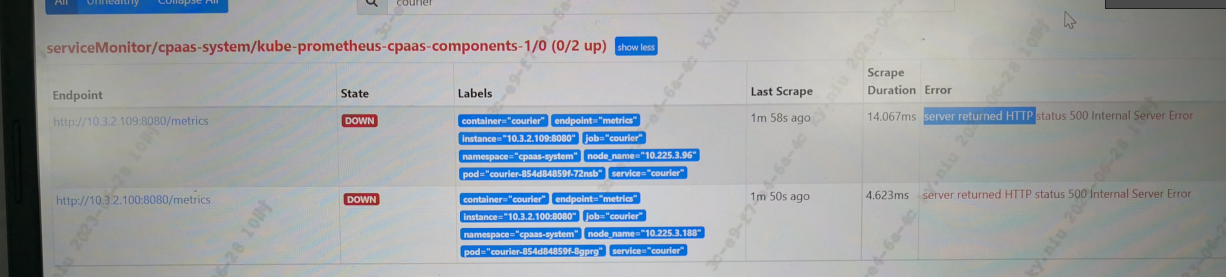 All Unhealthy Collapse All
courier
serviceMonitor/cpaas-system/kube-prometheus-cpaas-components-1/0 (0/2 up) show less
Endpoint State Labels Last Scrape Scrape Duration Error
http://10.3.2.109:8080/metrics DOWN container="courier" endpoint="metrics" 1m 58s ago 14.067ms server returned HTTP status 500 Internal Server Error
instance="10.3.2.109:8080" job="courier"
namespace="cpaas-system" node_name="10.225.3.96"
pod="courier-854d84859f-72nsb" service="courier"
http://10.3.2.100:8080/metrics DOWN container="courier" endpoint="metrics" 1m 50s ago 4.623ms server returned HTTP status 500 Internal Server Error
instance="10.3.2.100:8080" job="courier"
namespace="cpaas-system" node_name="10.225.3.188"
pod="courier-854d84859f-8gprg" service="courier"